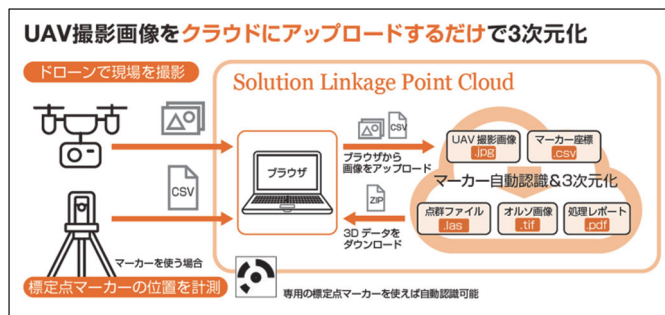 UAV撮影画像をクラウドにアップロードするだけで3次元化
ドローンで現場を撮影
Solution Linkage Point Cloud
CSV
UAV撮影画像
.jpg
マーカー座標
.csv
ブラウザ
ブラウザから
画像をアップロード
マーカー自動認識&3次元化
CSV
ZIP
点群ファイル
.las
オルソ画像
.tif
処理レポート
.pdf
3Dデータを
ダウンロード
マーカーを使う場合
標定点マーカーの位置を計測
専用の標定点マーカーを使えば自動認識可能